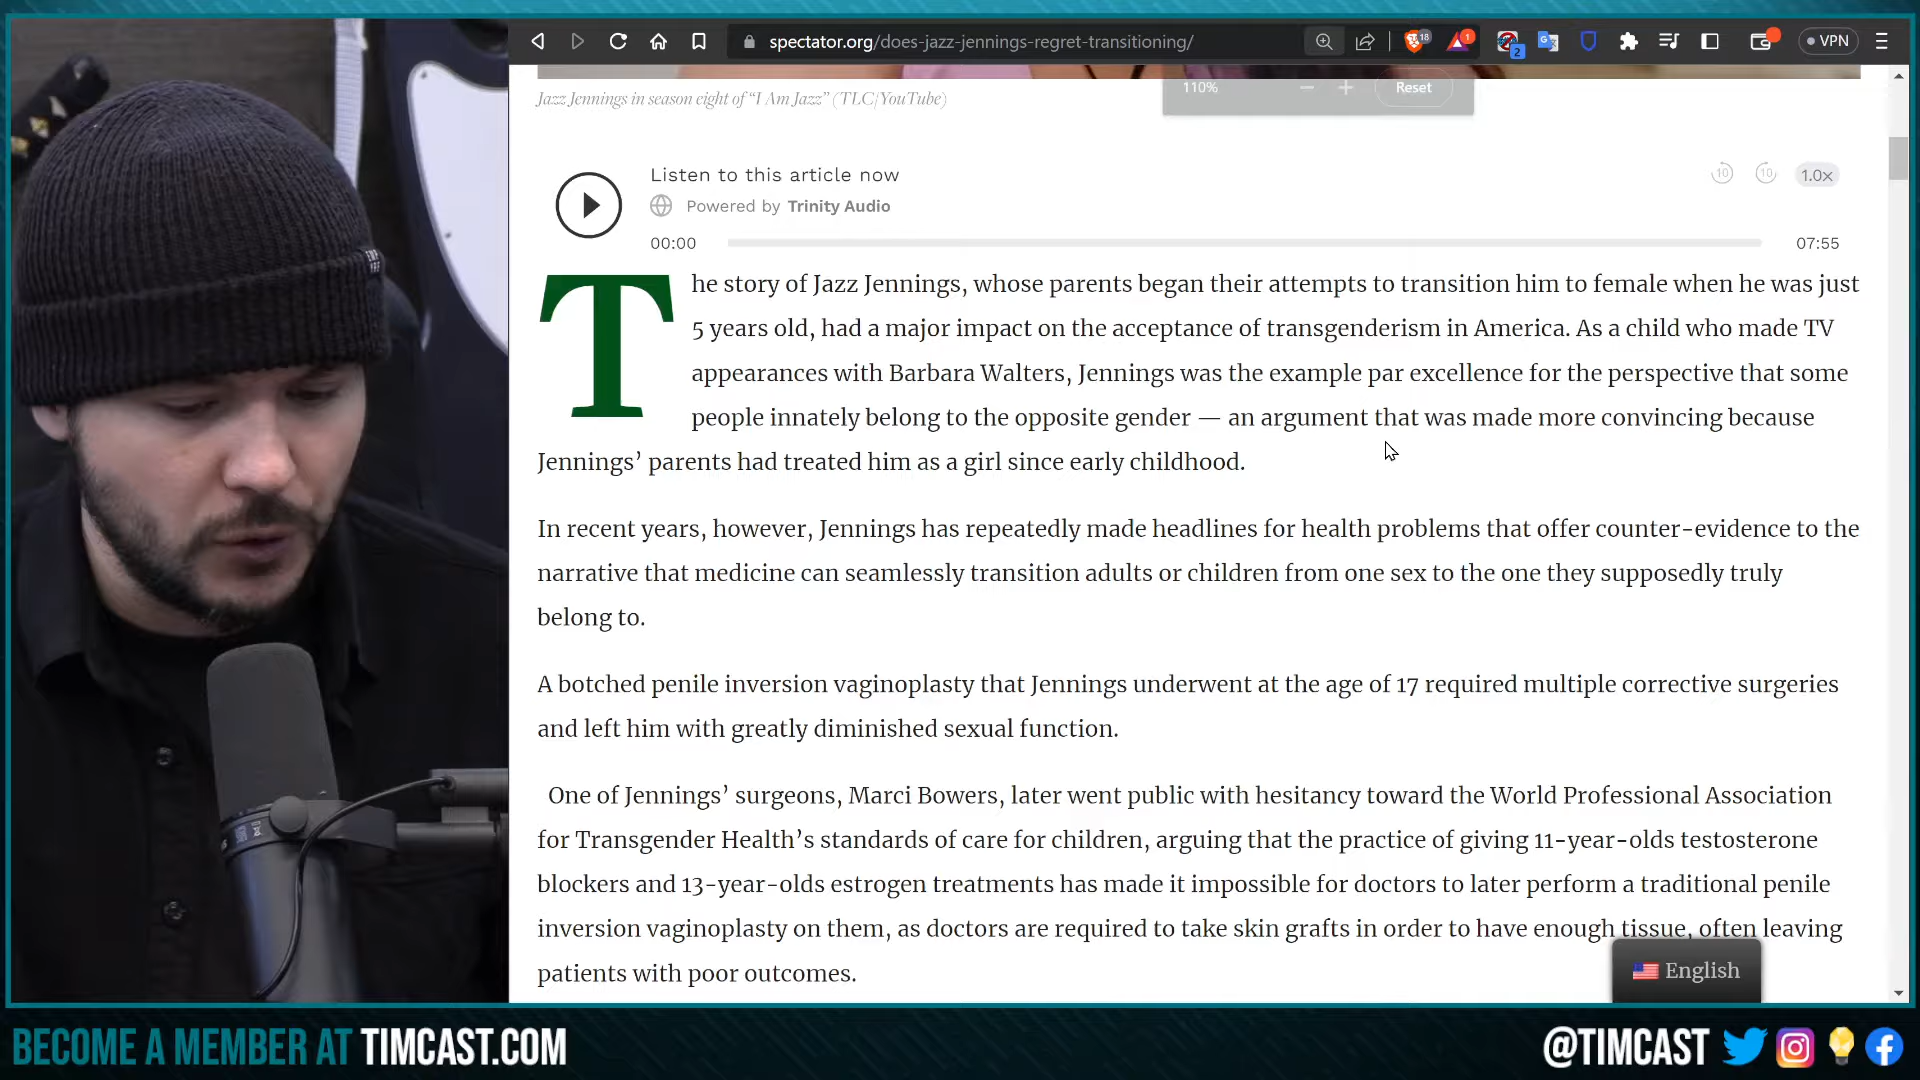 spectator.org/does-jazz-jennings-regret-transitioning/
18
1
2
VPN
Jazz Jennings in season eight of “I Am Jazz” (TLC/YouTube)
110%
Reset
Listen to this article now
Powered by Trinity Audio
10
10
1.0×
00:00
07:55
The story of Jazz Jennings, whose parents began their attempts to transition him to female when he was just
5 years old, had a major impact on the acceptance of transgenderism in America. As a child who made TV
appearances with Barbara Walters, Jennings was the example par excellence for the perspective that some
people innately belong to the opposite gender — an argument that was made more convincing because
Jennings’ parents had treated him as a girl since early childhood.
In recent years, however, Jennings has repeatedly made headlines for health problems that offer counter-evidence to the
narrative that medicine can seamlessly transition adults or children from one sex to the one they supposedly truly
belong to.
A botched penile inversion vaginoplasty that Jennings underwent at the age of 17 required multiple corrective surgeries
and left him with greatly diminished sexual function.
One of Jennings’ surgeons, Marci Bowers, later went public with hesitancy toward the World Professional Association
for Transgender Health’s standards of care for children, arguing that the practice of giving 11-year-olds testosterone
blockers and 13-year-olds estrogen treatments has made it impossible for doctors to later perform a traditional penile
inversion vaginoplasty on them, as doctors are required to take skin grafts in order to have enough tissue, often leaving
patients with poor outcomes.
English
BECOME A MEMBER AT TIMCAST.COM
@TIMCAST